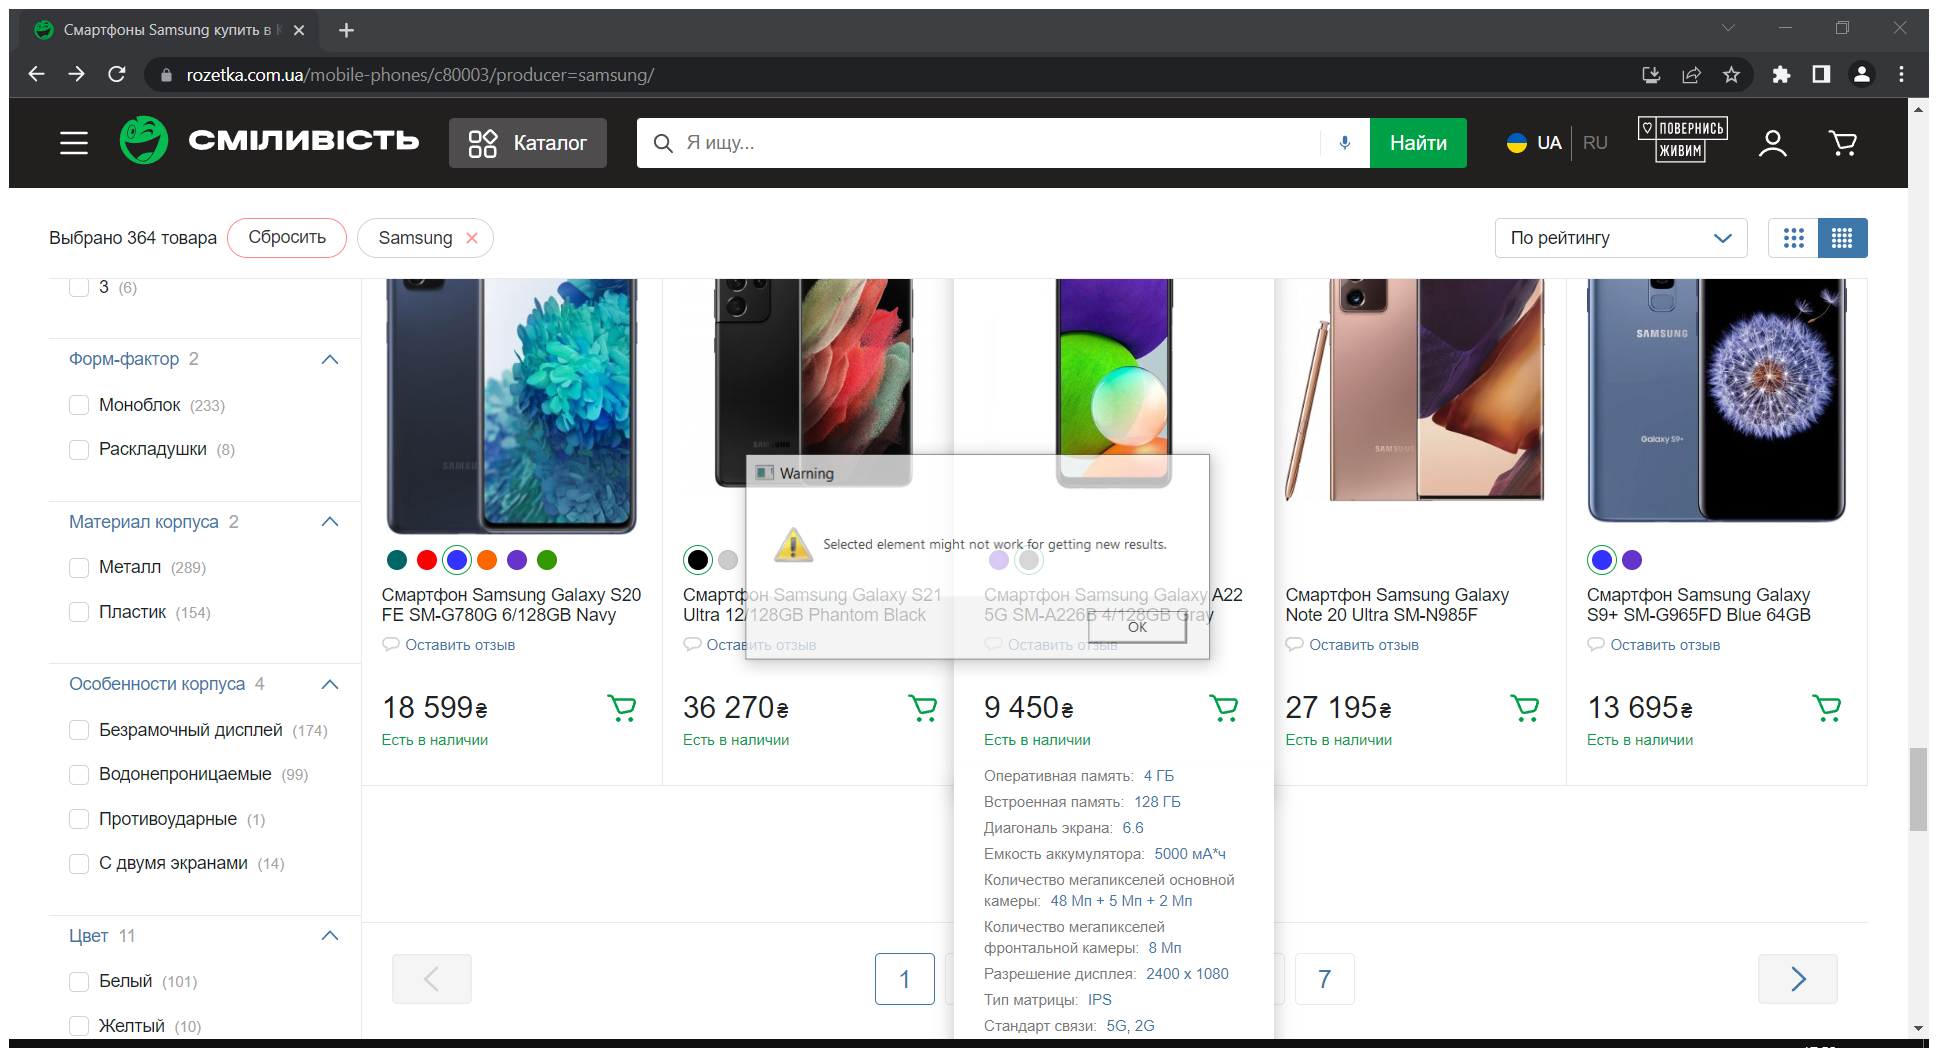 Смартфоны Samsung купить в К
rozetka.com.ua/mobile-phones/c80003/producer=samsung/
СМІЛИВІСТЬ
Каталог
Я ищу...
Найти
UA
RU
ПОВЕРНИСЬ
ЖИВИМ
Выбрано 364 товара
Сбросить
Samsung
По рейтингу
3 (6)
Форм-фактор 2
Моноблок (233)
Раскладушки (8)
Материал корпуса 2
Металл (289)
Пластик (154)
Особенности корпуса 4
Безрамочный дисплей (174)
Водонепроницаемые (99)
Противоударные (1)
С двумя экранами (14)
Цвет 11
Белый (101)
Желтый (10)
SAMSUNG
SAMSUNG
SAMSUNG
Galaxy S9+
Warning
Selected element might not work for getting new results.
OK
Смартфон Samsung Galaxy S20
FE SM-G780G 6/128GB Navy
Оставить отзыв
18 599₴
Есть в наличии
Смартфон Samsung Galaxy S21
Ultra 12/128GB Phantom Black
Оставить отзыв
36 270₴
Есть в наличии
Смартфон Samsung Galaxy A22
5G SM-A226B 4/128GB Gray
Оставить отзыв
9 450₴
Есть в наличии
Оперативная память: 4 ГБ
Встроенная память: 128 ГБ
Диагональ экрана: 6.6
Емкость аккумулятора: 5000 мА*ч
Количество мегапикселей основной
камеры: 48 Мп + 5 Мп + 2 Мп
Количество мегапикселей
фронтальной камеры: 8 Мп
Разрешение дисплея: 2400 x 1080
Тип матрицы: IPS
Стандарт связи: 5G, 2G
Смартфон Samsung Galaxy
Note 20 Ultra SM-N985F
Оставить отзыв
27 195₴
Есть в наличии
Смартфон Samsung Galaxy
S9+ SM-G965FD Blue 64GB
Оставить отзыв
13 695₴
Есть в наличии
1
7